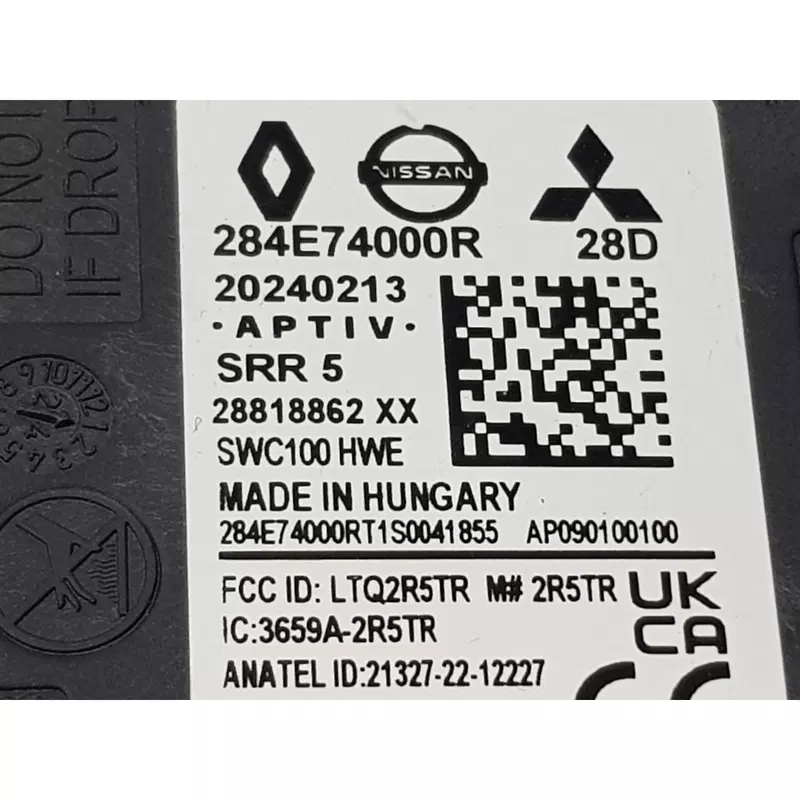 DO NOT
IF DROP
NISSAN
284E74000R 28D
20240213
·APTIV·
SRR 5
28818862 XX
SWC100 HWE
MADE IN HUNGARY
284E74000RT1S0041855 AP090100100
FCC ID: LTQ2R5TR M# 2R5TR
UK
CA
IC:3659A-2R5TR
ANATEL ID:21327-22-12227